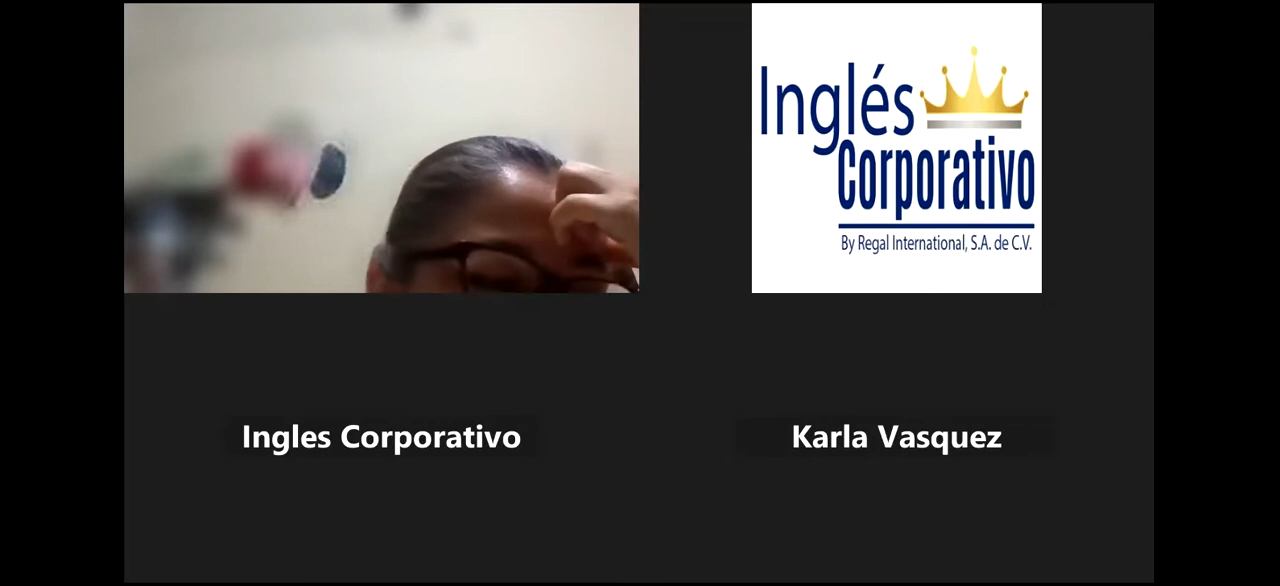 Inglés
Corporativo
By Regal International, S.A. de C.V.
Ingles Corporativo
Karla Vasquez